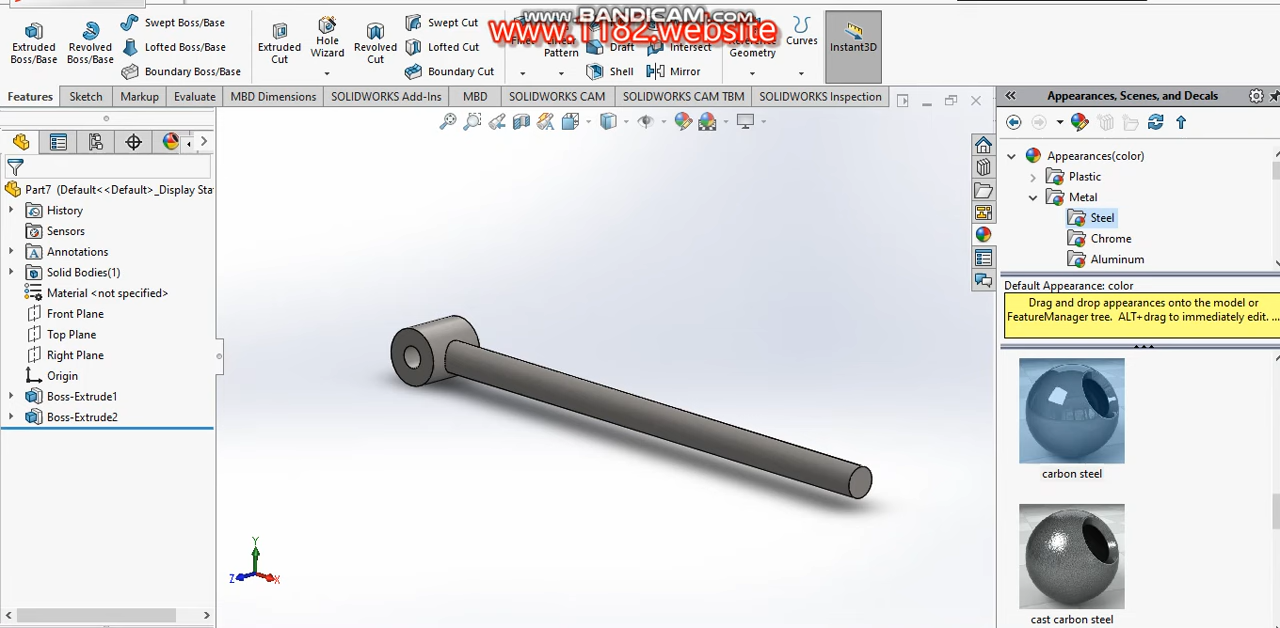 www.BANDICAM.com
www.1182.website
Extruded Boss/Base
Revolved Boss/Base
Swept Boss/Base
Lofted Boss/Base
Boundary Boss/Base
Extruded Cut
Hole Wizard
Revolved Cut
Swept Cut
Lofted Cut
Boundary Cut
Fillet
Linear Pattern
Draft
Shell
Intersect
Mirror
Reference Geometry
Curves
Instant3D
Features
Sketch
Markup
Evaluate
MBD Dimensions
SOLIDWORKS Add-Ins
MBD
SOLIDWORKS CAM
SOLIDWORKS CAM TBM
SOLIDWORKS Inspection
Part7 (Default<<Default>_Display Sta
History
Sensors
Annotations
Solid Bodies(1)
Material <not specified>
Front Plane
Top Plane
Right Plane
Origin
Boss-Extrude1
Boss-Extrude2
Y
Z
X
Appearances, Scenes, and Decals
Appearances(color)
Plastic
Metal
Steel
Chrome
Aluminum
Default Appearance: color
Drag and drop appearances onto the model or
FeatureManager tree. ALT+drag to immediately edit. ...
carbon steel
cast carbon steel